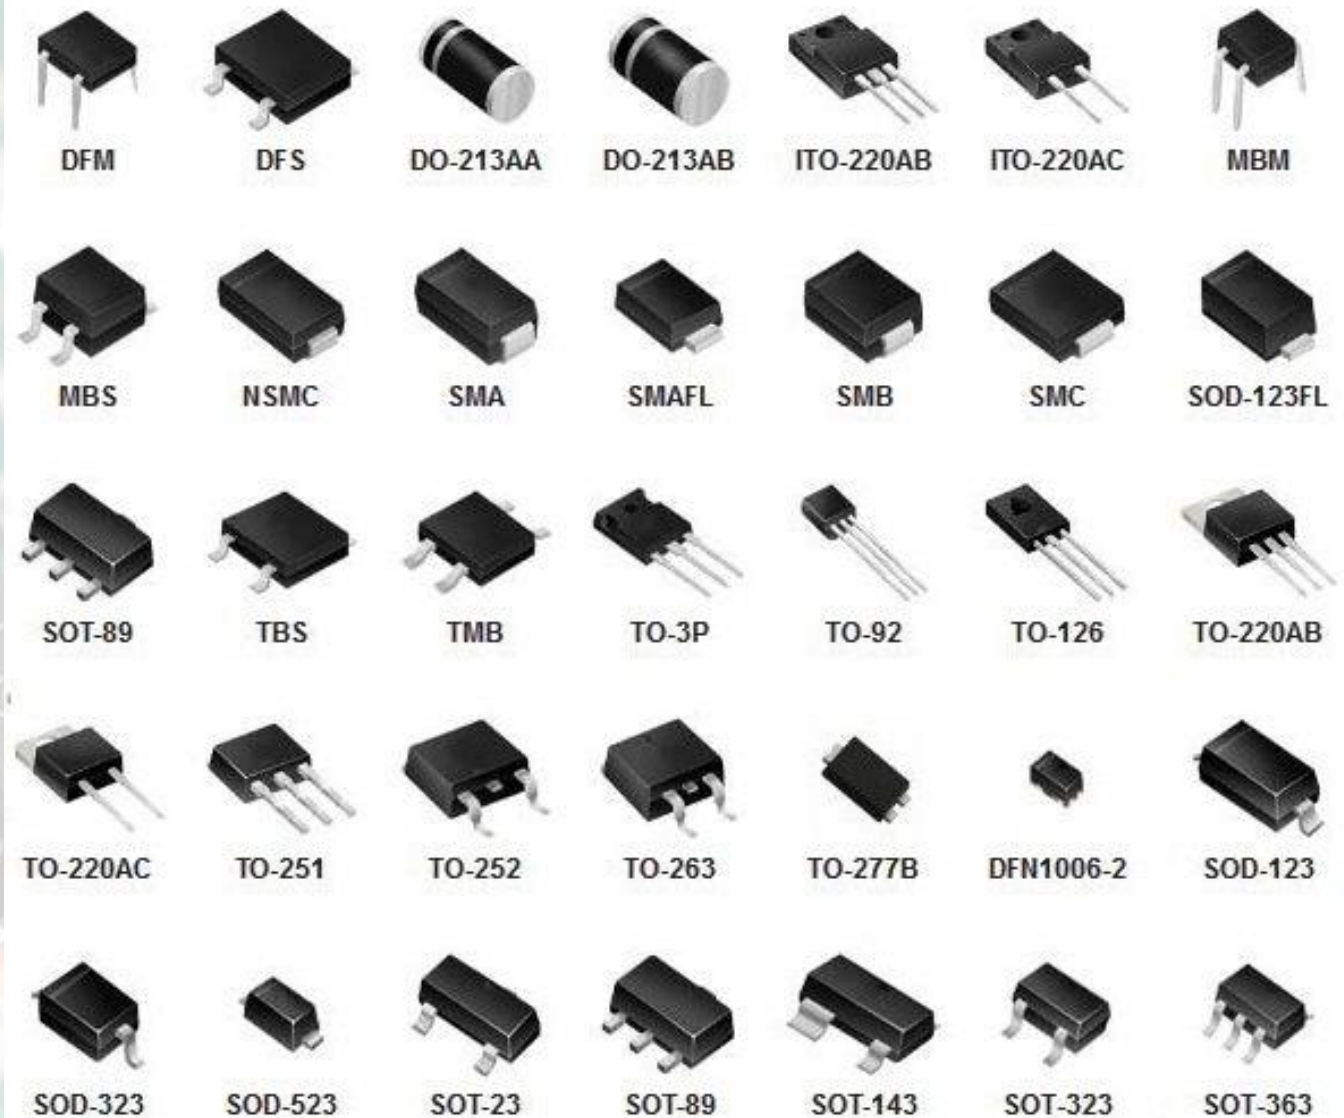 DFM DFS DO-213AA DO-213AB ITO-220AB ITO-220AC MBM
MBS NSMC SMA SMAFL SMB SMC SOD-123FL
SOT-89 TBS TMB TO-3P TO-92 TO-126 TO-220AB
TO-220AC TO-251 TO-252 TO-263 TO-277B DFN1006-2 SOD-123
SOD-323 SOD-523 SOT-23 SOT-89 SOT-143 SOT-323 SOT-363